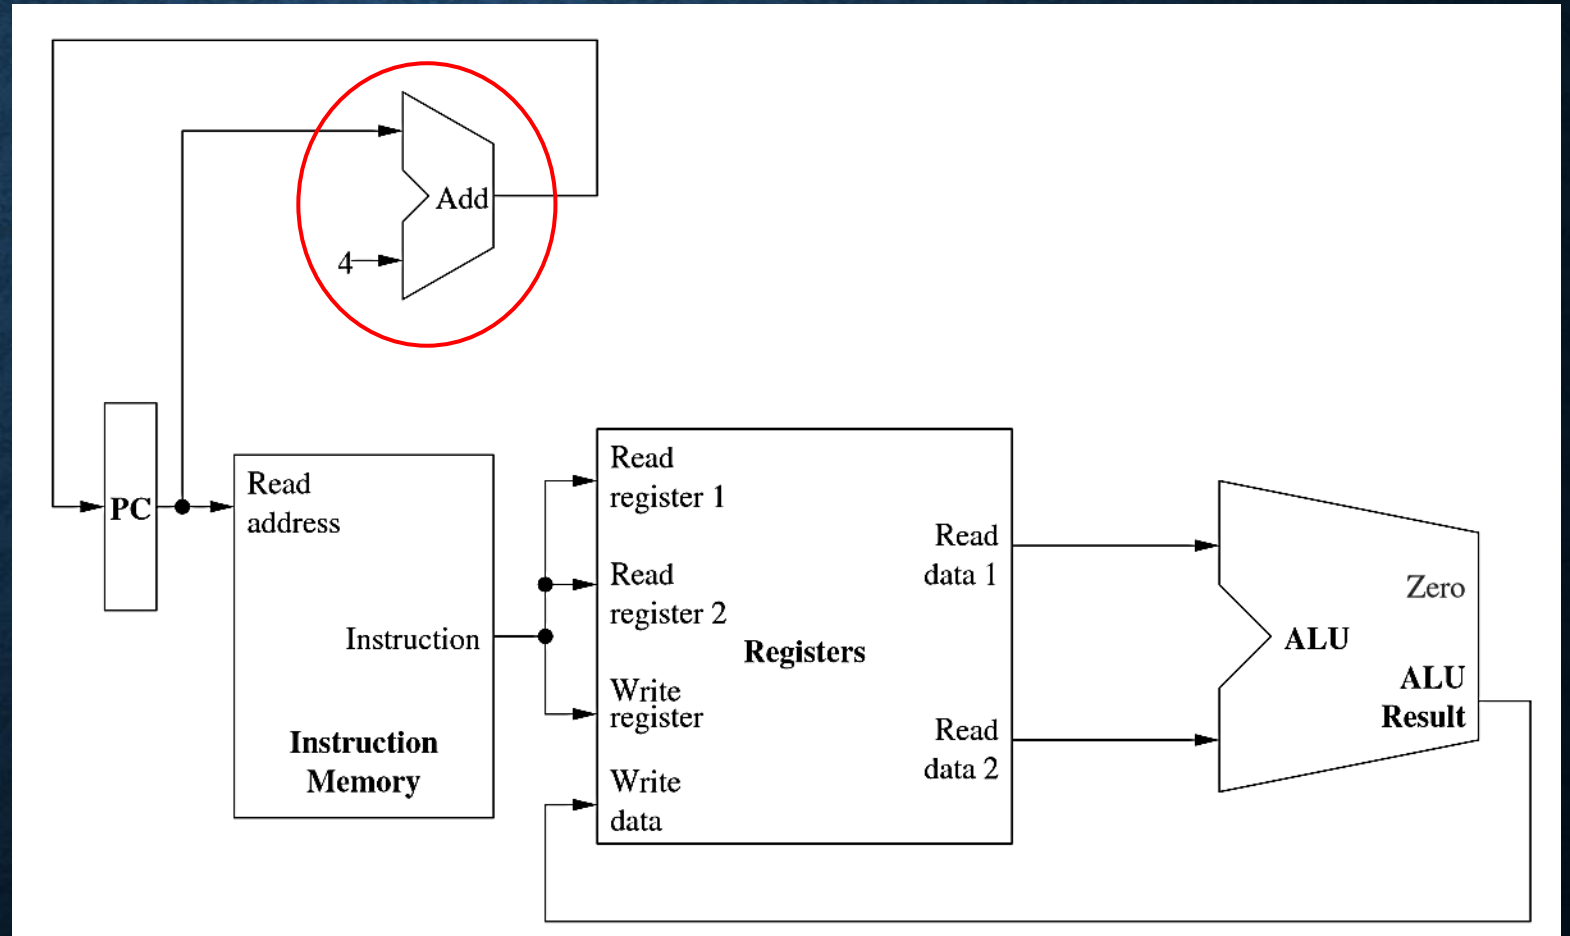 Add
4
PC
Read
address
Instruction
Instruction
Memory
Read
register 1
Read
register 2
Write
register
Write
data
Registers
Read
data 1
Read
data 2
Zero
ALU
ALU
Result